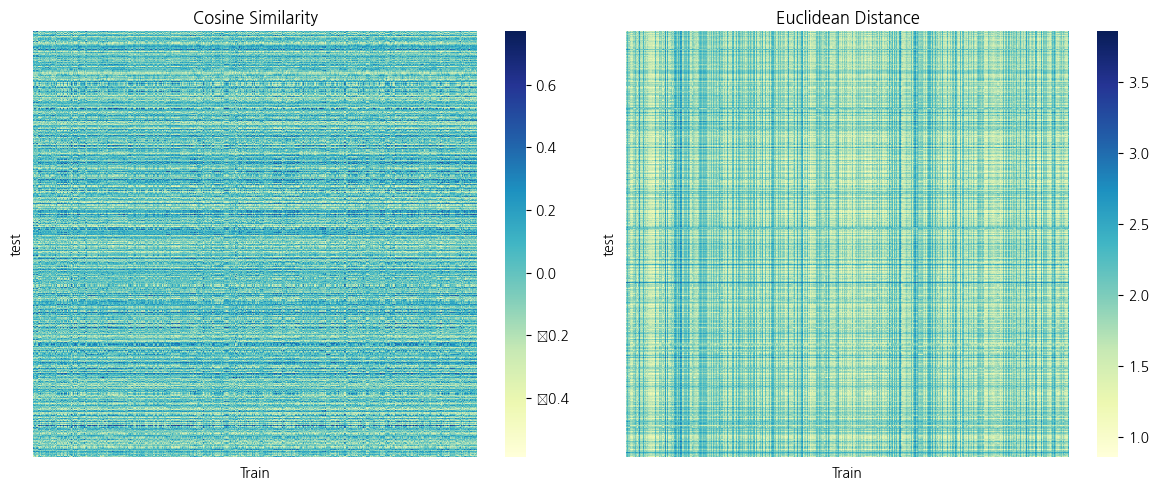 Cosine Similarity
test
Train
0.6
0.4
0.2
0.0
☒0.2
☒0.4
Euclidean Distance
test
Train
3.5
3.0
2.5
2.0
1.5
1.0